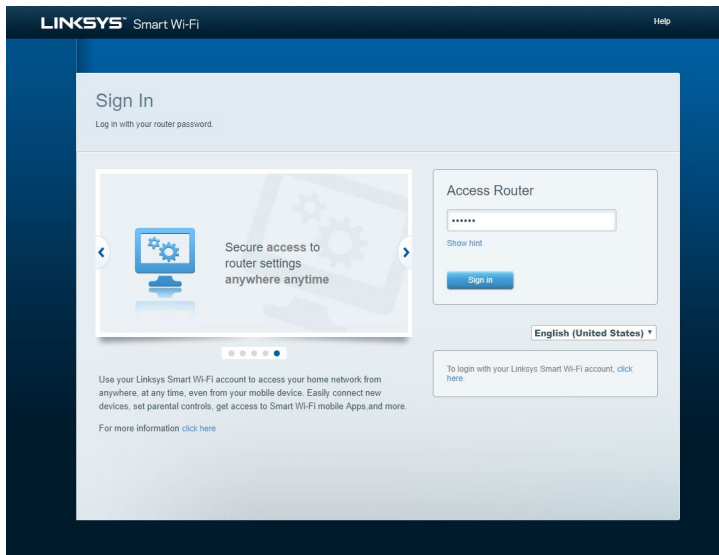 LINKSYS™ Smart Wi-Fi
Help
Sign In
Log in with your router password.
Secure access to
router settings
anywhere anytime
Use your Linksys Smart Wi-Fi account to access your home network from
anywhere, at any time, even from your mobile device. Easily connect new
devices, set parental controls, get access to Smart Wi-Fi mobile Apps,and more.
For more information click here
Access Router
••••••
Show hint
Sign in
English (United States)
To login with your Linksys Smart Wi-Fi account, click
here.